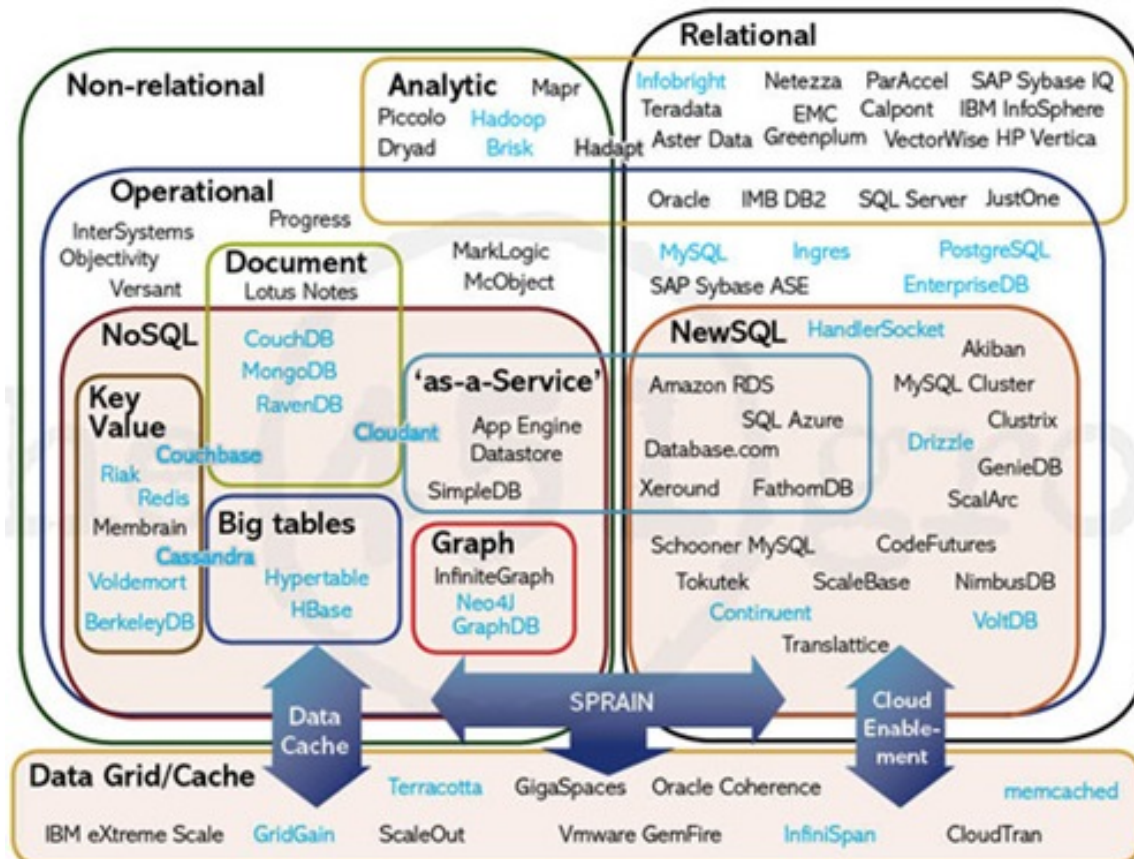 Relational
Non-relational
Analytic
Mapr
Infobright Netezza ParAccel SAP Sybase IQ
Piccolo Hadoop
Teradata EMC Calpont IBM InfoSphere
Dryad Brisk Hadapt
Aster Data Greenplum VectorWise HP Vertica
Operational
Oracle IMB DB2 SQL Server JustOne
Progress
InterSystems
Objectivity
Versant
Document
Lotus Notes
MarkLogic
McObject
MySQL Ingres PostgreSQL
SAP Sybase ASE EnterpriseDB
NoSQL
CouchDB
MongoDB
RavenDB
Cloudant
Key
Value
Couchbase
Riak
Redis
Membrain
Cassandra
Voldemort
BerkeleyDB
Big tables
Hypertable
HBase
'as-a-Service'
App Engine
Datastore
SimpleDB
Graph
InfiniteGraph
Neo4J
GraphDB
NewSQL
HandlerSocket
Akiban
Amazon RDS
MySQL Cluster
SQL Azure
Clustrix
Database.com
Drizzle
GenieDB
Xeround FathomDB
ScalArc
Schooner MySQL CodeFutures
Tokutek ScaleBase NimbusDB
Continuent VoltDB
Translattice
Data
Cache
SPRAIN
Cloud
Enable-
ment
Data Grid/Cache
Terracotta GigaSpaces Oracle Coherence memcached
IBM eXtreme Scale GridGain ScaleOut Vmware GemFire InfiniSpan CloudTran